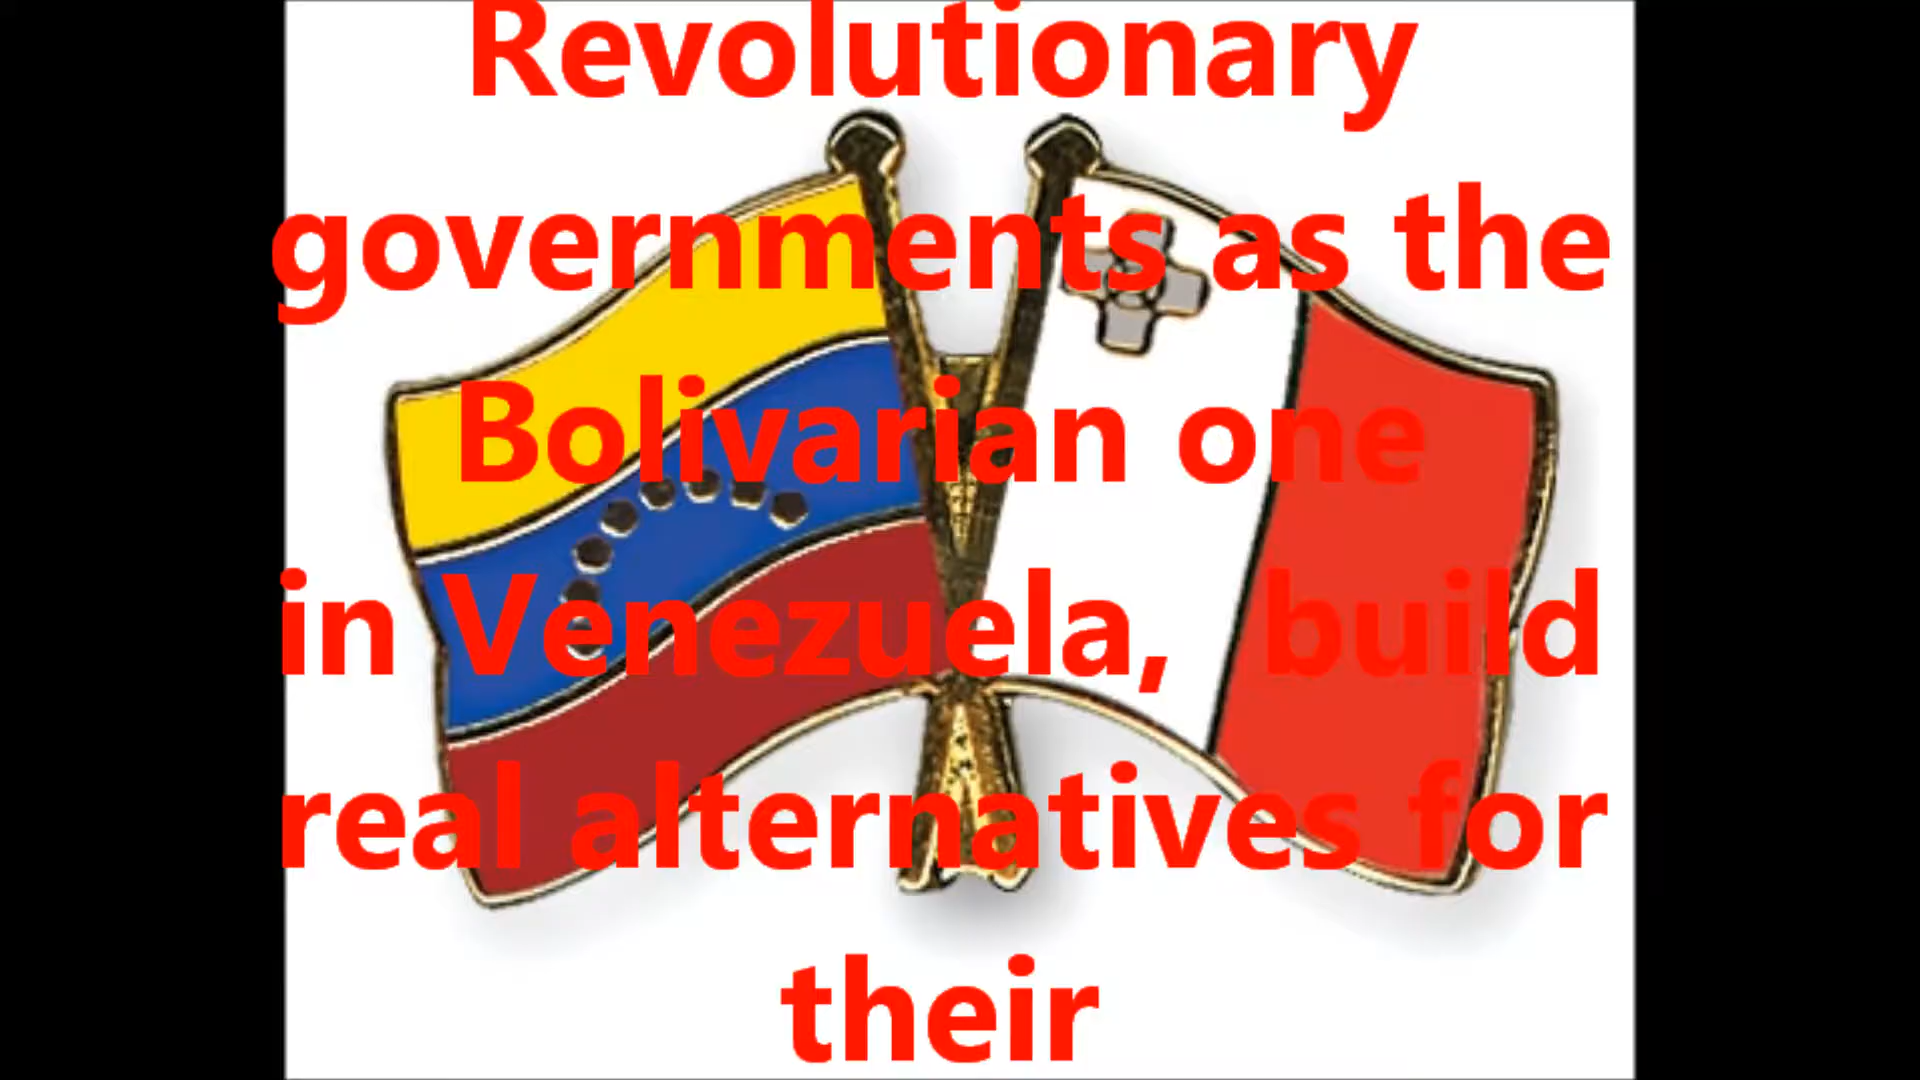 Revolutionary
governments as the
Bolivarian one
in Venezuela,  build
real alternatives for
their